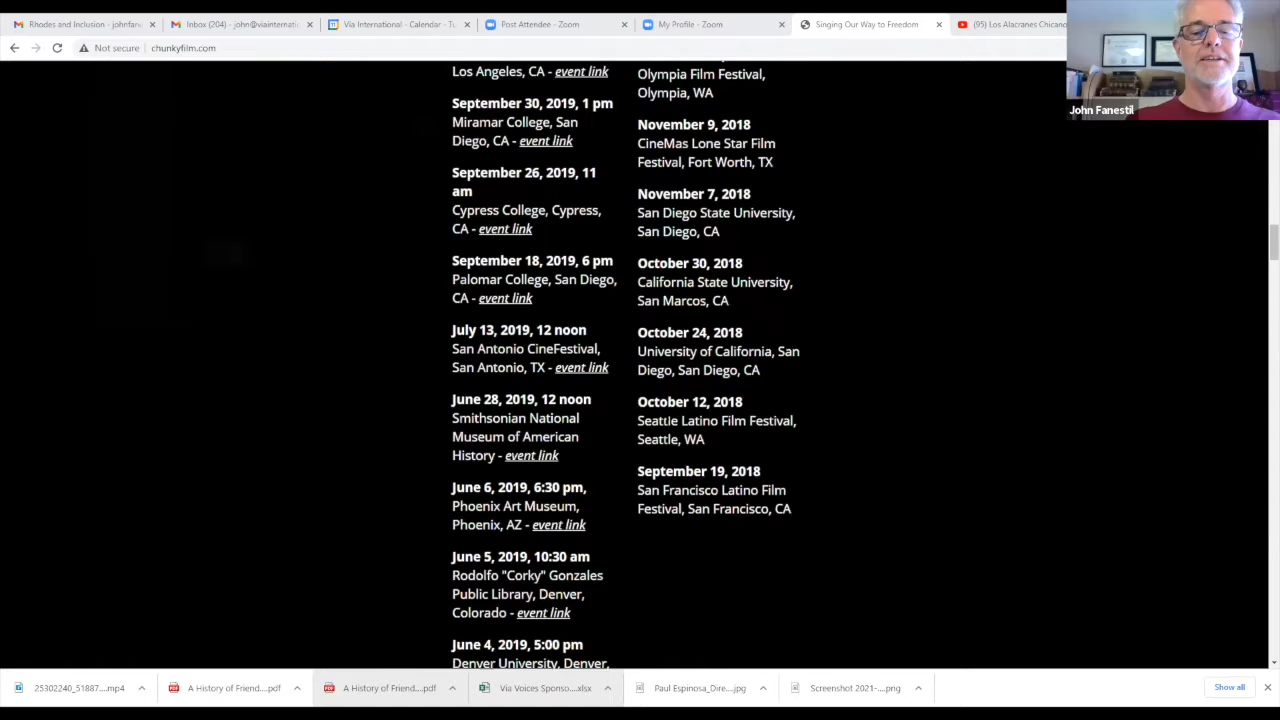 Rhodes and Inclusion - johnfane
Inbox (204) - john@viainternati
Via International - Calendar - Tu
Post Attendee - Zoom
My Profile - Zoom
Singing Our Way to Freedom
(95) Los Alacranes Chicano
Not secure
chunkyfilm.com
John Fanestil
Los Angeles, CA - event link
September 30, 2019, 1 pm
Miramar College, San
Diego, CA - event link
September 26, 2019, 11
am
Cypress College, Cypress,
CA - event link
September 18, 2019, 6 pm
Palomar College, San Diego,
CA - event link
July 13, 2019, 12 noon
San Antonio CineFestival,
San Antonio, TX - event link
June 28, 2019, 12 noon
Smithsonian National
Museum of American
History - event link
June 6, 2019, 6:30 pm,
Phoenix Art Museum,
Phoenix, AZ - event link
June 5, 2019, 10:30 am
Rodolfo "Corky" Gonzales
Public Library, Denver,
Colorado - event link
June 4, 2019, 5:00 pm
Denver University, Denver,
Olympia Film Festival,
Olympia, WA
November 9, 2018
CineMas Lone Star Film
Festival, Fort Worth, TX
November 7, 2018
San Diego State University,
San Diego, CA
October 30, 2018
California State University,
San Marcos, CA
October 24, 2018
University of California, San
Diego, San Diego, CA
October 12, 2018
Seattle Latino Film Festival,
Seattle, WA
September 19, 2018
San Francisco Latino Film
Festival, San Francisco, CA
25302240_51887....mp4
A History of Friend....pdf
A History of Friend....pdf
Via Voices Sponso....xlsx
Paul Espinosa_Dire....jpg
Screenshot 2021-....png
Show all